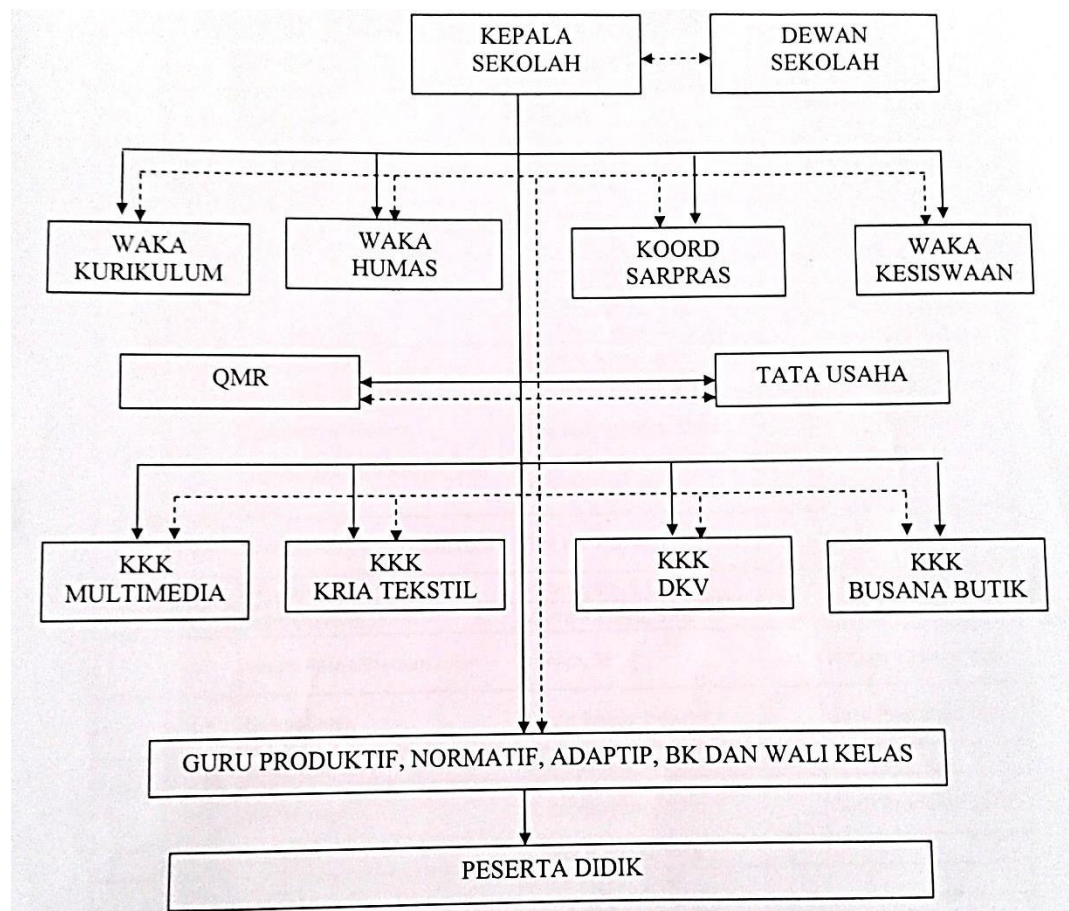 KEPALA
SEKOLAH
DEWAN
SEKOLAH
WAKA
KURIKULUM
WAKA
HUMAS
KOORD
SARPRAS
WAKA
KESISWAAN
QMR
TATA USAHA
KKK
MULTIMEDIA
KKK
KRIA TEKSTIL
KKK
DKV
KKK
BUSANA BUTIK
GURU PRODUKTIF, NORMATIF, ADAPTIP, BK DAN WALI KELAS
PESERTA DIDIK